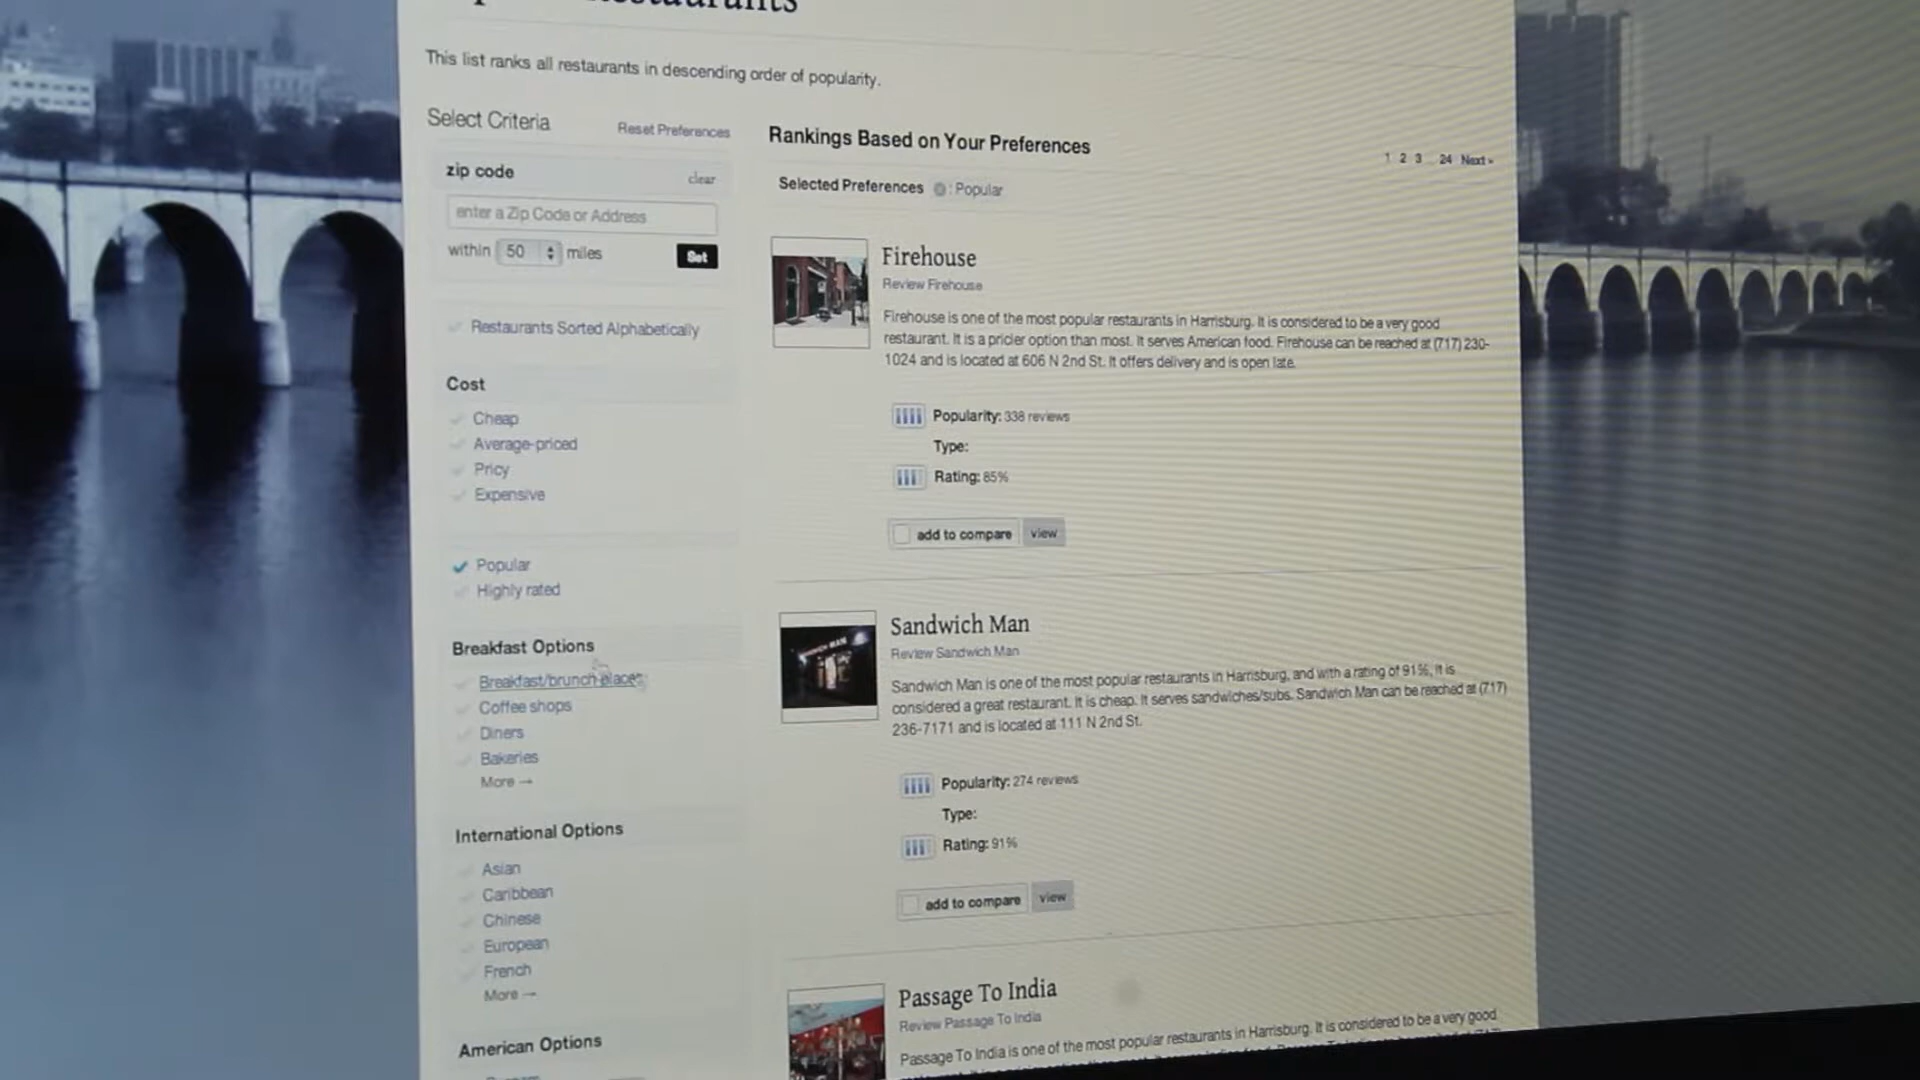 This list ranks all restaurants in descending order of popularity.
Select Criteria
Reset Preferences
zip code
clear
enter a Zip Code or Address
within 50 miles
Set
Restaurants Sorted Alphabetically
Cost
Cheap
Average-priced
Pricy
Expensive
Popular
Highly rated
Breakfast Options
Breakfast/brunch places
Coffee shops
Diners
Bakeries
More →
International Options
Asian
Caribbean
Chinese
European
French
More →
American Options
Rankings Based on Your Preferences
1 2 3 ... 24 Next »
Selected Preferences : Popular
Firehouse
Review Firehouse
Firehouse is one of the most popular restaurants in Harrisburg. It is considered to be a very good
restaurant. It is a pricier option than most. It serves American food. Firehouse can be reached at (717) 230-
1024 and is located at 606 N 2nd St. It offers delivery and is open late.
Popularity: 338 reviews
Type:
Rating: 85%
add to compare view
Sandwich Man
Review Sandwich Man
Sandwich Man is one of the most popular restaurants in Harrisburg, and with a rating of 91%, it is
considered a great restaurant. It is cheap. It serves sandwiches/subs. Sandwich Man can be reached at (717)
236-7171 and is located at 111 N 2nd St.
Popularity: 274 reviews
Type:
Rating: 91%
add to compare view
Passage To India
Review Passage To India
Passage To India is one of the most popular restaurants in Harrisburg. It is considered to be a very good